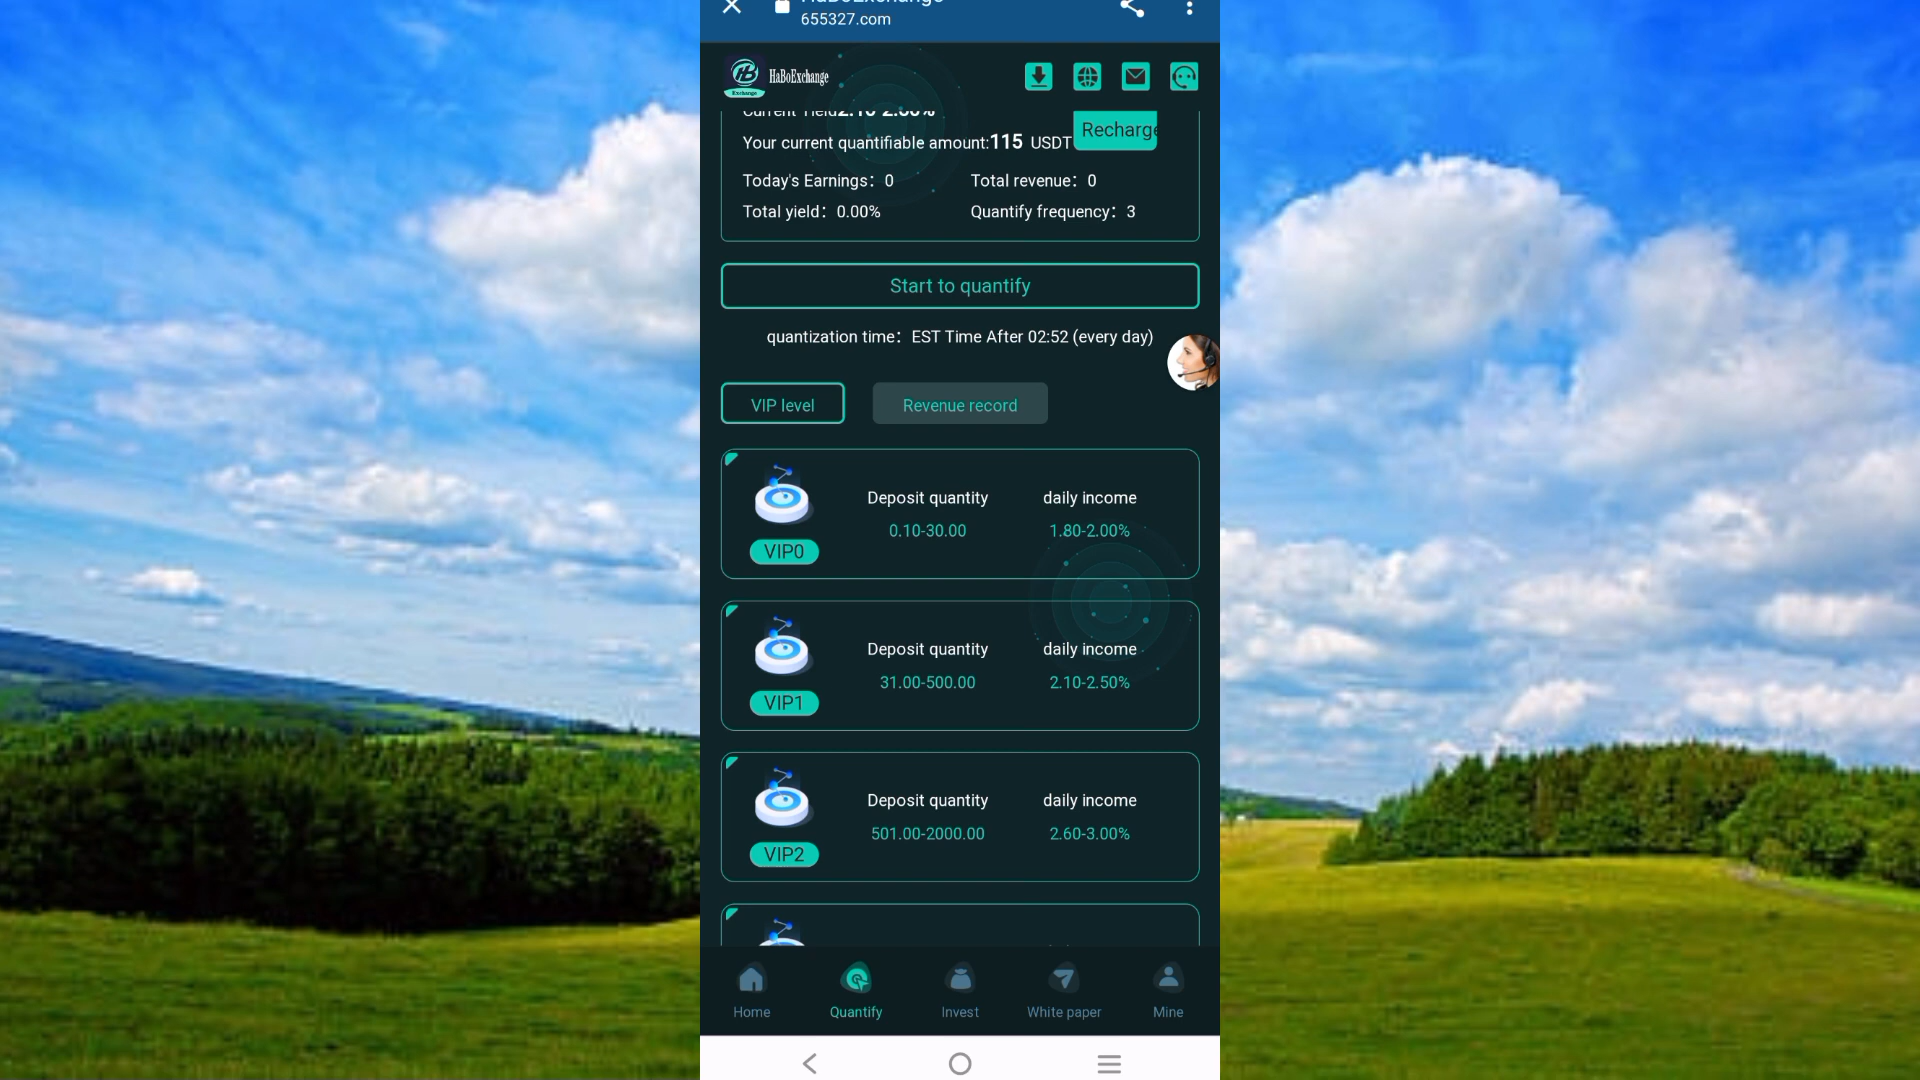 HaBoExchange
655327.com
HaBoExchange
Exchange
Current Yield2.10-2.50%
Recharge
Your current quantifiable amount:115 USDT
Today's Earnings：0 Total revenue：0
Total yield：0.00% Quantify frequency：3
Start to quantify
quantization time：EST Time After 02:52 (every day)
VIP level Revenue record
Deposit quantity daily income
0.10-30.00 1.80-2.00%
VIP0
Deposit quantity daily income
31.00-500.00 2.10-2.50%
VIP1
Deposit quantity daily income
501.00-2000.00 2.60-3.00%
VIP2
Home Quantify Invest White paper Mine